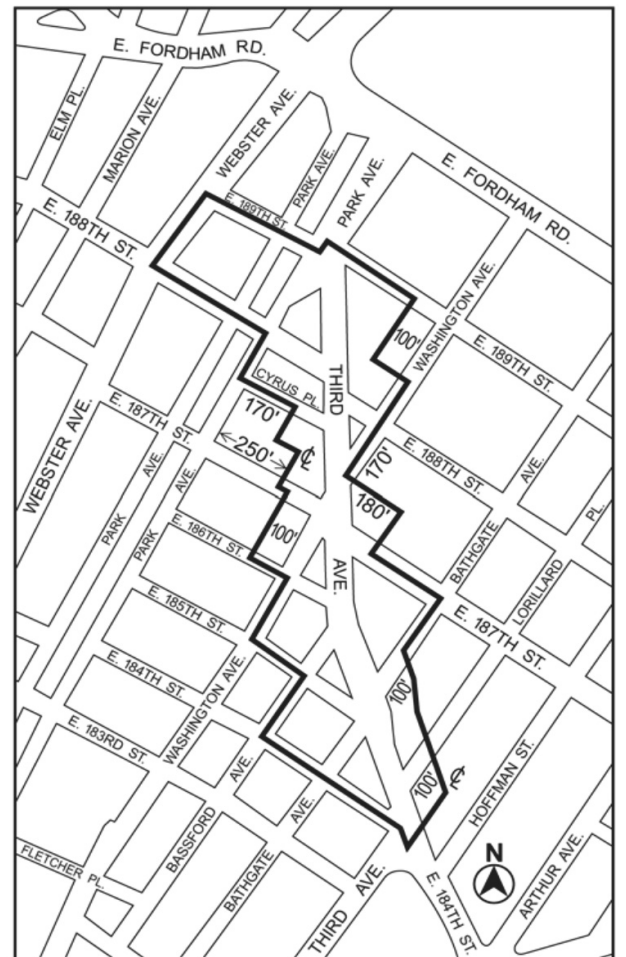 E. FORDHAM RD.
ELM PL.
MARION AVE.
WEBSTER AVE.
PARK AVE.
PARK AVE.
E. FORDHAM RD.
E. 188TH ST.
E. 189TH ST.
WASHINGTON AVE.
100'
E. 189TH ST.
THIRD
CYRUS PL.
170'
E. 187TH ST.
250'
℄
170'
E. 188TH ST.
AVE.
PL.
WEBSTER AVE.
180'
PARK
AVE.
PARK
AVE.
E. 186TH ST.
100'
BATHGATE
LORILLARD
AVE.
E. 185TH ST.
E. 187TH ST.
E. 184TH ST.
WASHINGTON AVE.
100'
E. 183RD ST.
AVE.
AVE.
100'
℄
HOFFMAN ST.
BASSFORD
BATHGATE
FLETCHER PL.
THIRD
AVE.
E. 184TH ST.
N
ARTHUR AVE.